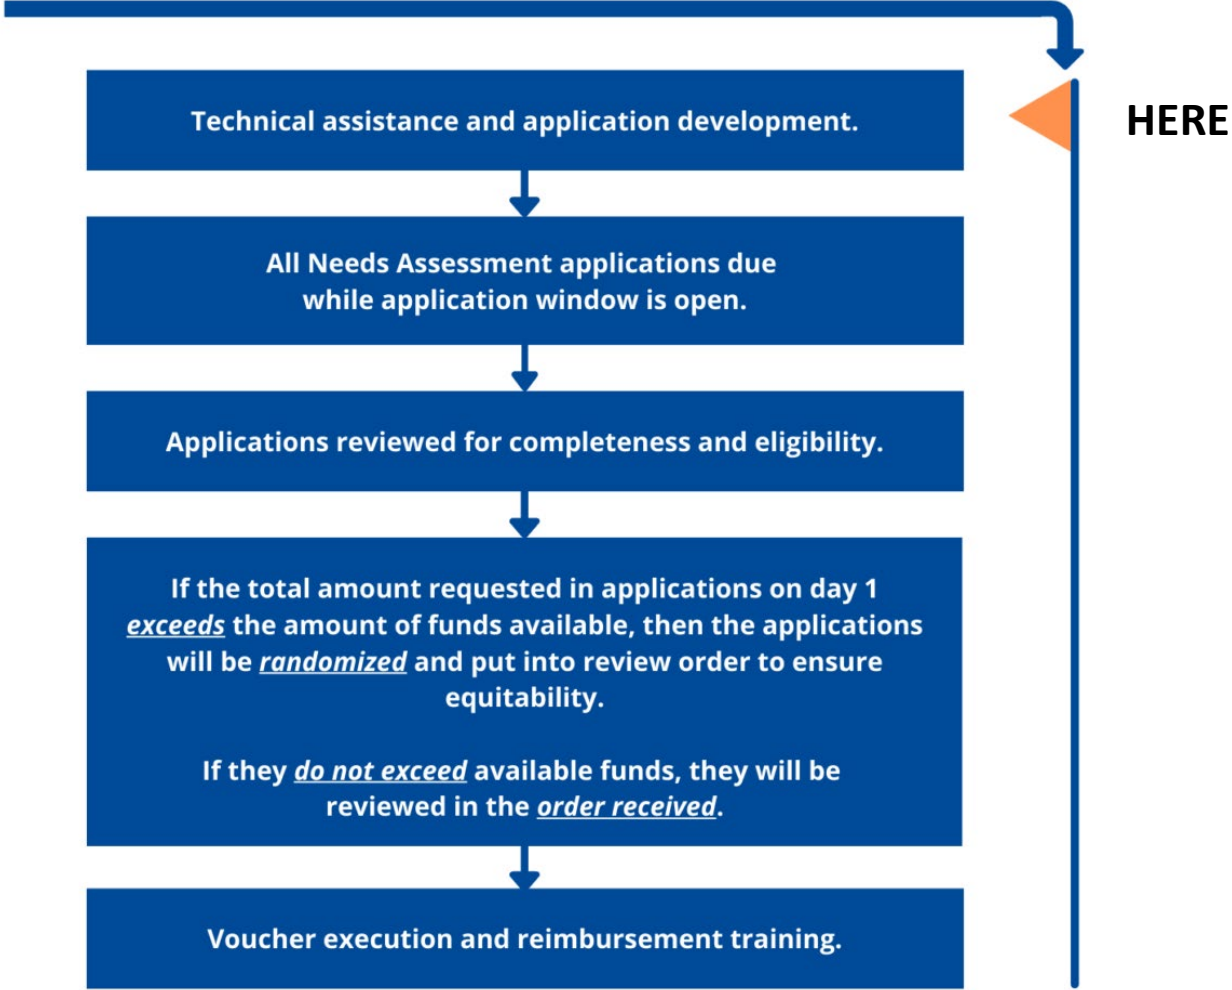 Technical assistance and application development.
HERE
All Needs Assessment applications due
while application window is open.
Applications reviewed for completeness and eligibility.
If the total amount requested in applications on day 1
exceeds the amount of funds available, then the applications
will be randomized and put into review order to ensure
equitability.
If they do not exceed available funds, they will be
reviewed in the order received.
Voucher execution and reimbursement training.